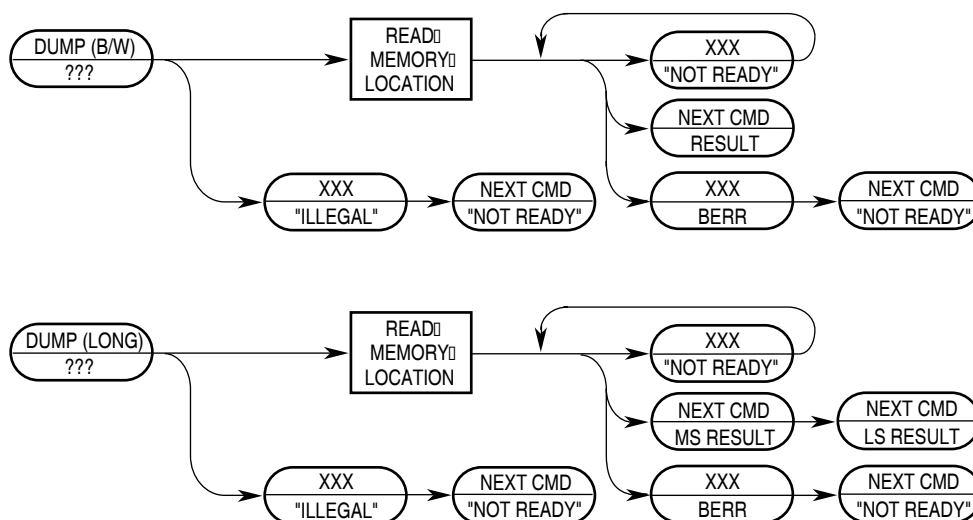 DUMP (B/W)
???
READ
MEMORY
LOCATION
XXX
"NOT READY"
NEXT CMD
RESULT
XXX
"ILLEGAL"
NEXT CMD
"NOT READY"
XXX
BERR
NEXT CMD
"NOT READY"
DUMP (LONG)
???
READ
MEMORY
LOCATION
XXX
"NOT READY"
NEXT CMD
MS RESULT
NEXT CMD
LS RESULT
XXX
"ILLEGAL"
NEXT CMD
"NOT READY"
XXX
BERR
NEXT CMD
"NOT READY"